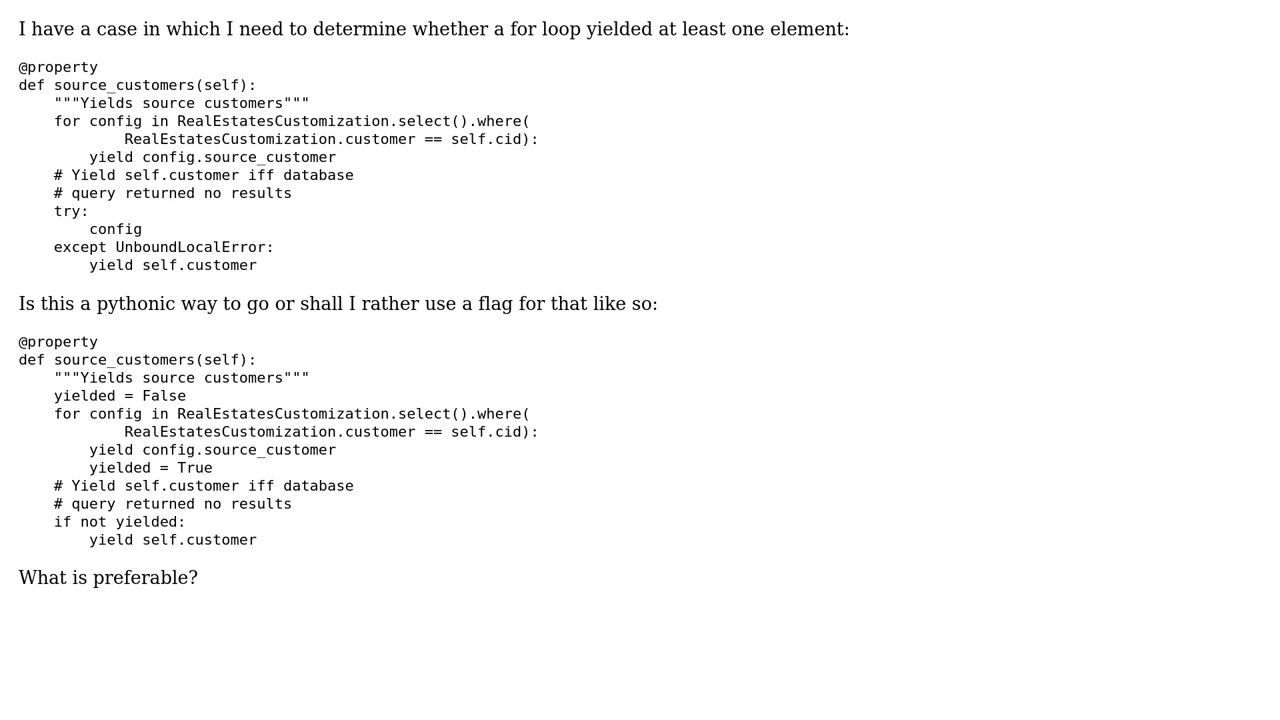 I have a case in which I need to determine whether a for loop yielded at least one element:
@property
def source_customers(self):
    """Yields source customers"""
    for config in RealEstatesCustomization.select().where(
            RealEstatesCustomization.customer == self.cid):
        yield config.source_customer
    # Yield self.customer iff database
    # query returned no results
    try:
        config
    except UnboundLocalError:
        yield self.customer
Is this a pythonic way to go or shall I rather use a flag for that like so:
@property
def source_customers(self):
    """Yields source customers"""
    yielded = False
    for config in RealEstatesCustomization.select().where(
            RealEstatesCustomization.customer == self.cid):
        yield config.source_customer
        yielded = True
    # Yield self.customer iff database
    # query returned no results
    if not yielded:
        yield self.customer
What is preferable?